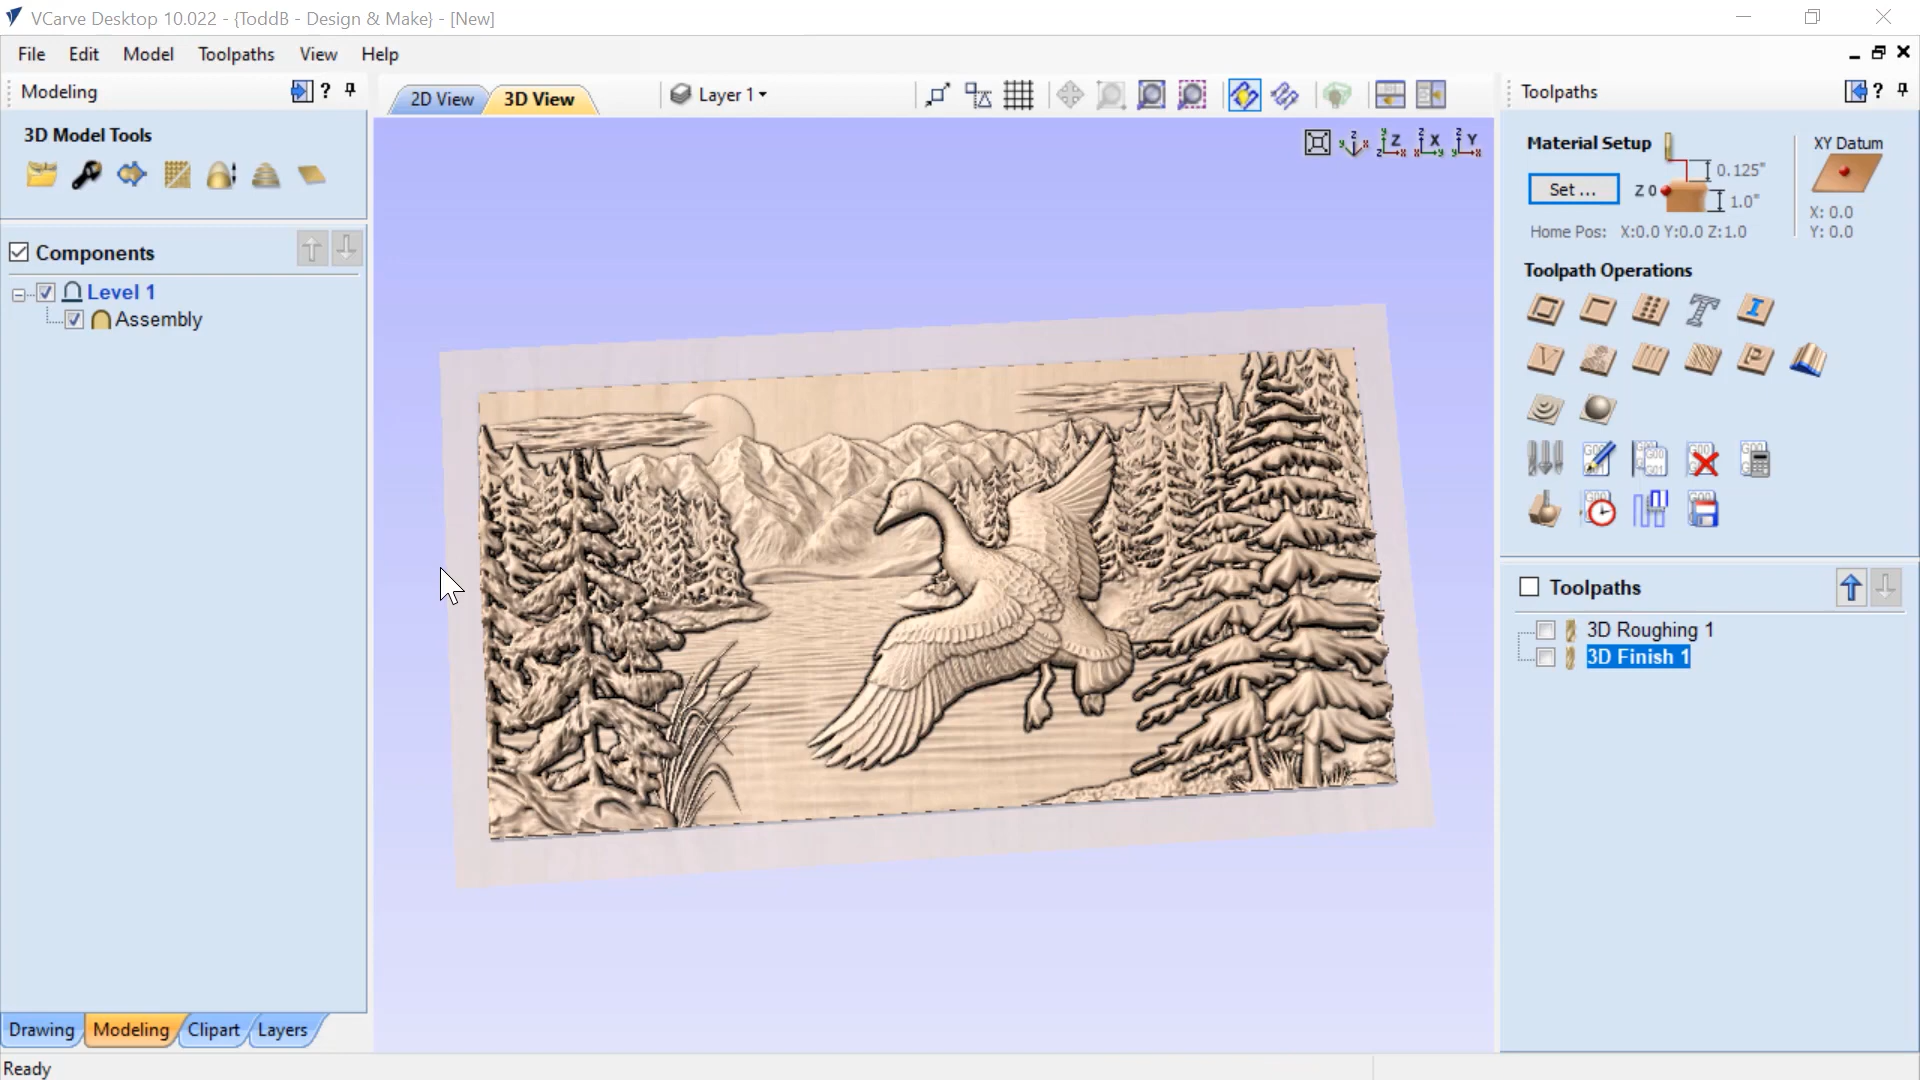 VCarve Desktop 10.022 - {ToddB - Design & Make} - [New]
File Edit Model Toolpaths View Help
Modeling
3D Model Tools
Components
Level 1
Assembly
Drawing Modeling Clipart Layers
Ready
2D View 3D View Layer 1
Toolpaths
Material Setup
Set ...
Z 0
0.125"
1.0"
Home Pos: X:0.0 Y:0.0 Z:1.0
XY Datum
X: 0.0
Y: 0.0
Toolpath Operations
Toolpaths
3D Roughing 1
3D Finish 1